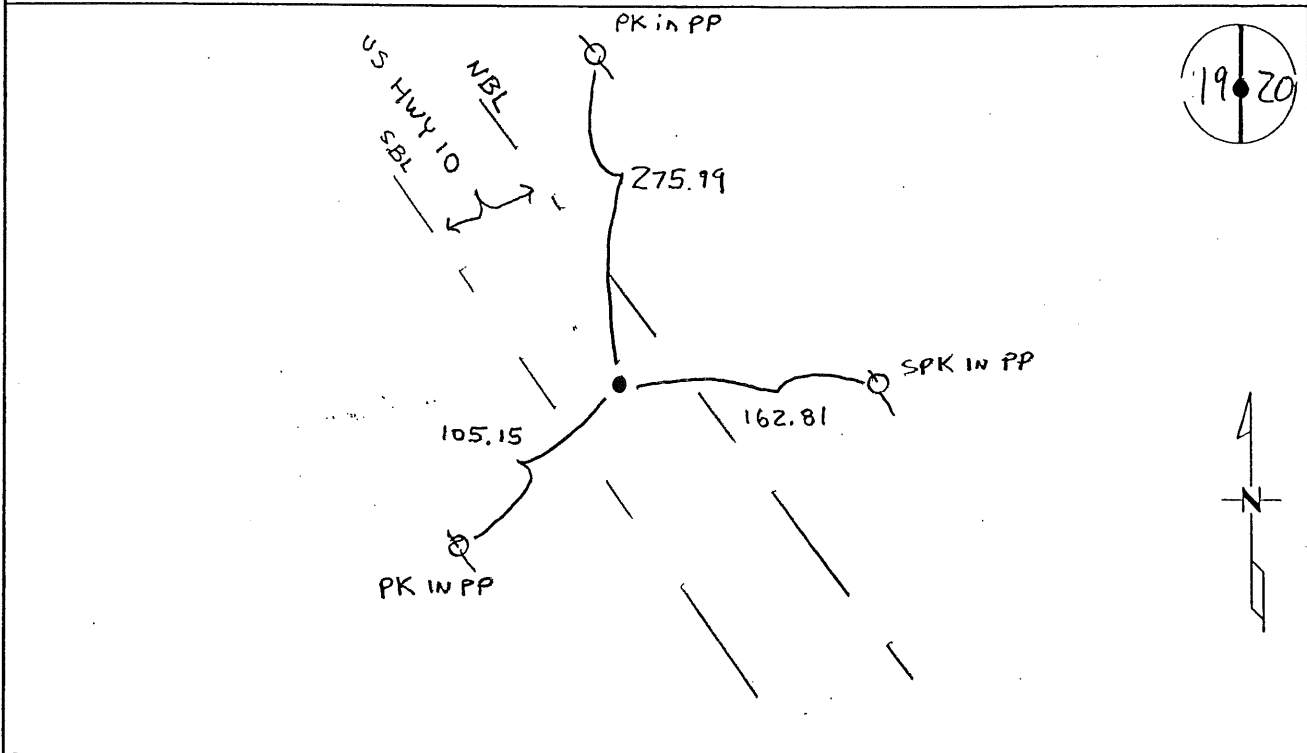 PK in PP
19 20
US HWY 10
NBL
SBL
275.99
SPK IN PP
162.81
105.15
N
PK IN PP